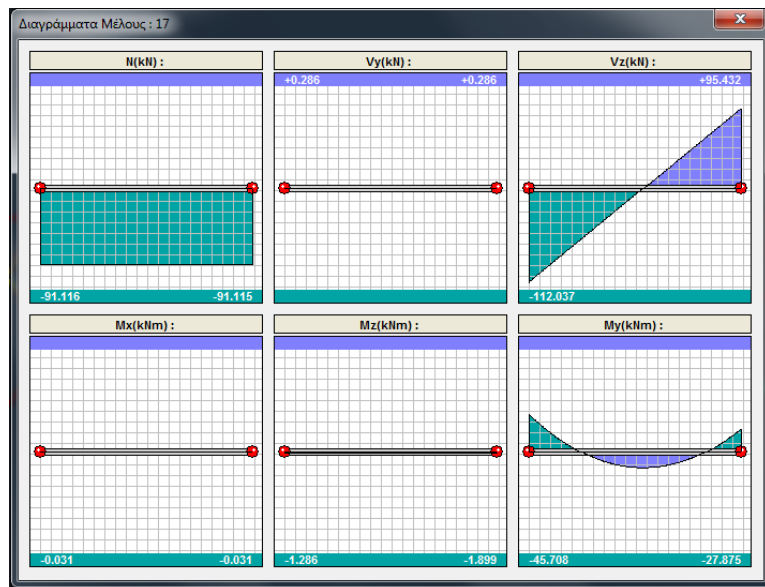 Διαγράμματα Μέλους : 17
x
N(kN) :
Vy(kN) :
Vz(kN) :
+0.286 +0.286
+95.432
-91.116 -91.115
-112.037
Mx(kNm) :
Mz(kNm) :
My(kNm) :
-0.031 -0.031
-1.286 -1.899
-45.708 -27.875